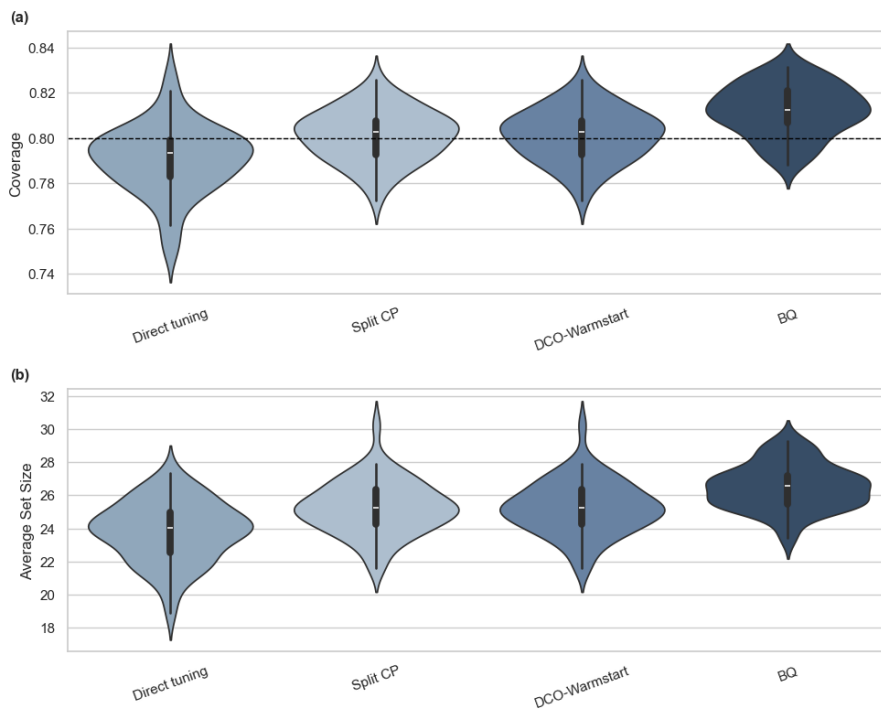 (a)
0.84
0.82
0.80
0.78
0.76
0.74
Coverage
Direct tuning
Split CP
DCO-Warmstart
BQ
(b)
32
30
28
26
24
22
20
18
Average Set Size
Direct tuning
Split CP
DCO-Warmstart
BQ